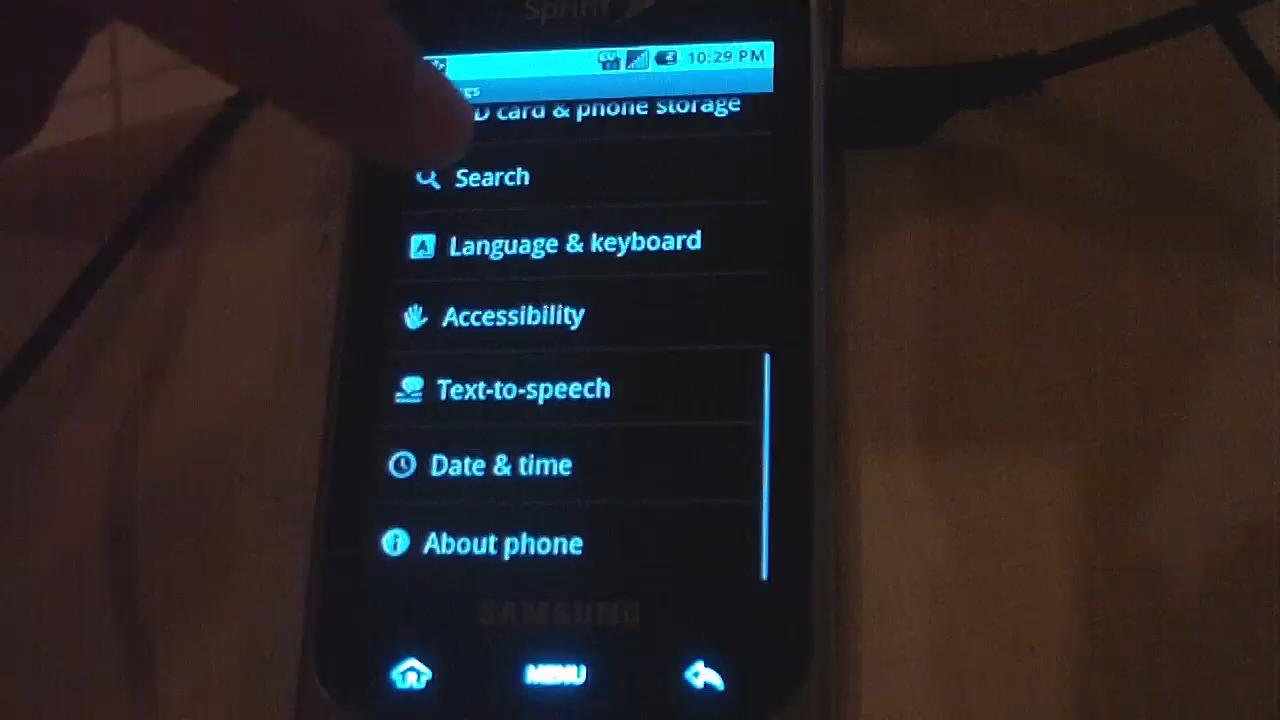 Sprint
10:29 PM
D card & phone storage
Search
Language & keyboard
Accessibility
Text-to-speech
Date & time
About phone
SAMSUNG
MENU